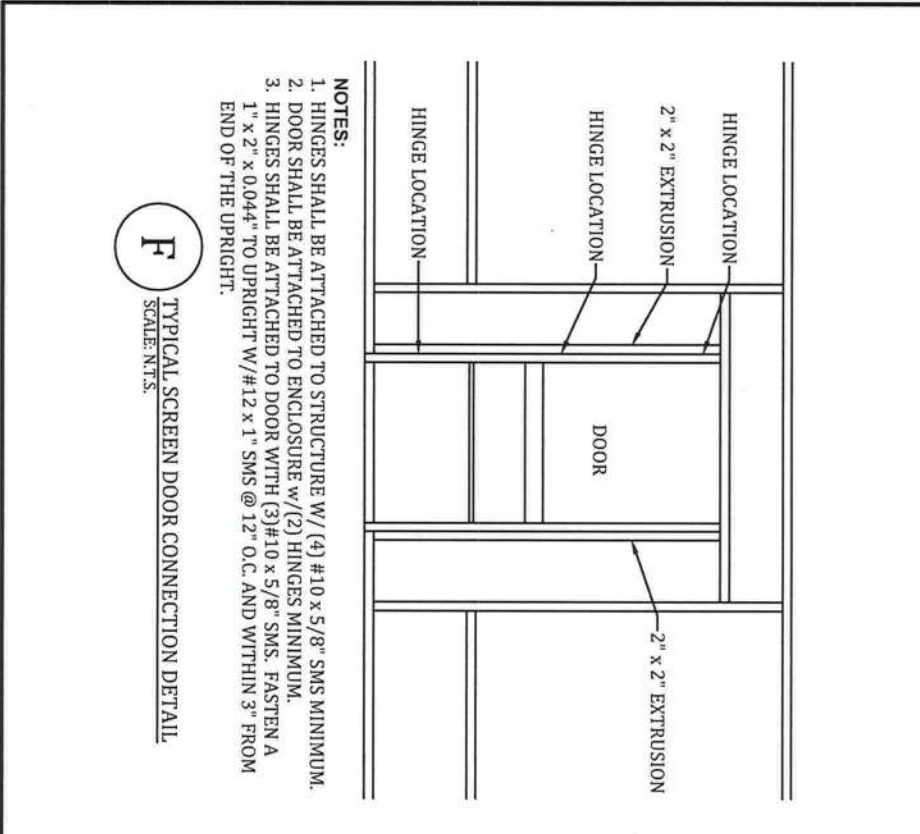 HINGE LOCATION
2" x 2" EXTRUSION
HINGE LOCATION
HINGE LOCATION
DOOR
2" x 2" EXTRUSION
NOTES:
1. HINGES SHALL BE ATTACHED TO STRUCTURE W/ (4) #10 x 5/8" SMS MINIMUM.
2. DOOR SHALL BE ATTACHED TO ENCLOSURE w/(2) HINGES MINIMUM.
3. HINGES SHALL BE ATTACHED TO DOOR WITH (3)#10 x 5/8" SMS. FASTEN A
1" x 2" x 0.044" TO UPRIGHT W/#12 x 1" SMS @ 12" O.C. AND WITHIN 3" FROM
END OF THE UPRIGHT.
F
TYPICAL SCREEN DOOR CONNECTION DETAIL
SCALE: N.T.S.